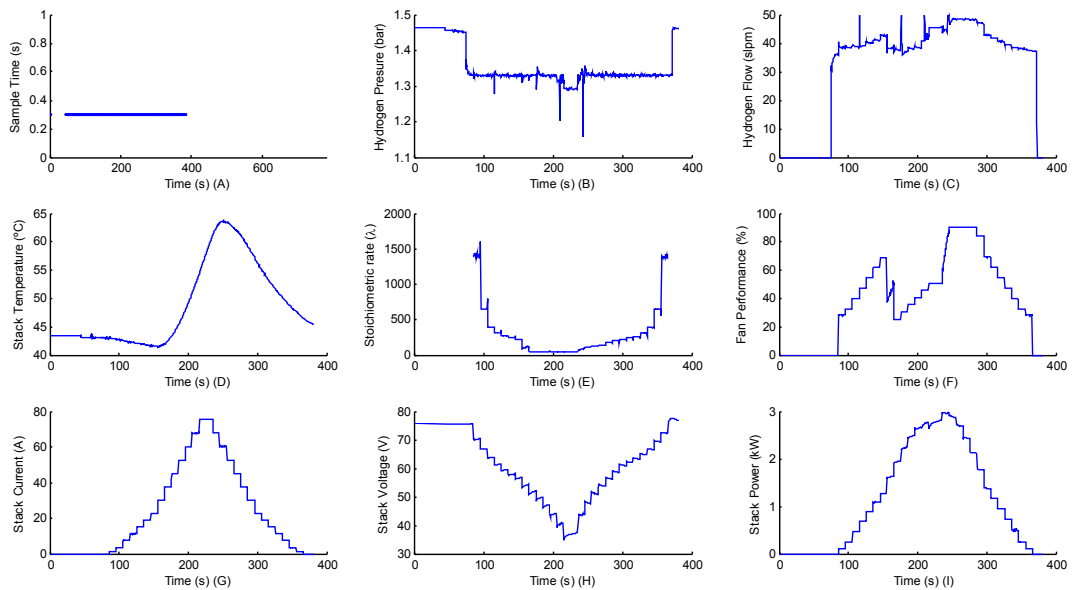 Sample Time (s)
1
0.8
0.6
0.4
0.2
0
0 200 400 600
Time (s) (A)
Hydrogen Presure (bar)
1.5
1.4
1.3
1.2
1.1
0 100 200 300 400
Time (s) (B)
Hydrogen Flow (slpm)
50
40
30
20
10
0
0 100 200 300 400
Time (s) (C)
Stack Temperature (ºC)
65
60
55
50
45
40
0 100 200 300 400
Time (s) (D)
Stoichiometric rate (λ)
2000
1500
1000
500
0
0 100 200 300 400
Time (s) (E)
Fan Performance (%)
100
80
60
40
20
0
0 100 200 300 400
Time (s) (F)
Stack Current (A)
80
60
40
20
0
0 100 200 300 400
Time (s) (G)
Stack Voltage (V)
80
70
60
50
40
30
0 100 200 300 400
Time (s) (H)
Stack Power (kW)
3
2
1
0
0 100 200 300 400
Time (s) (I)